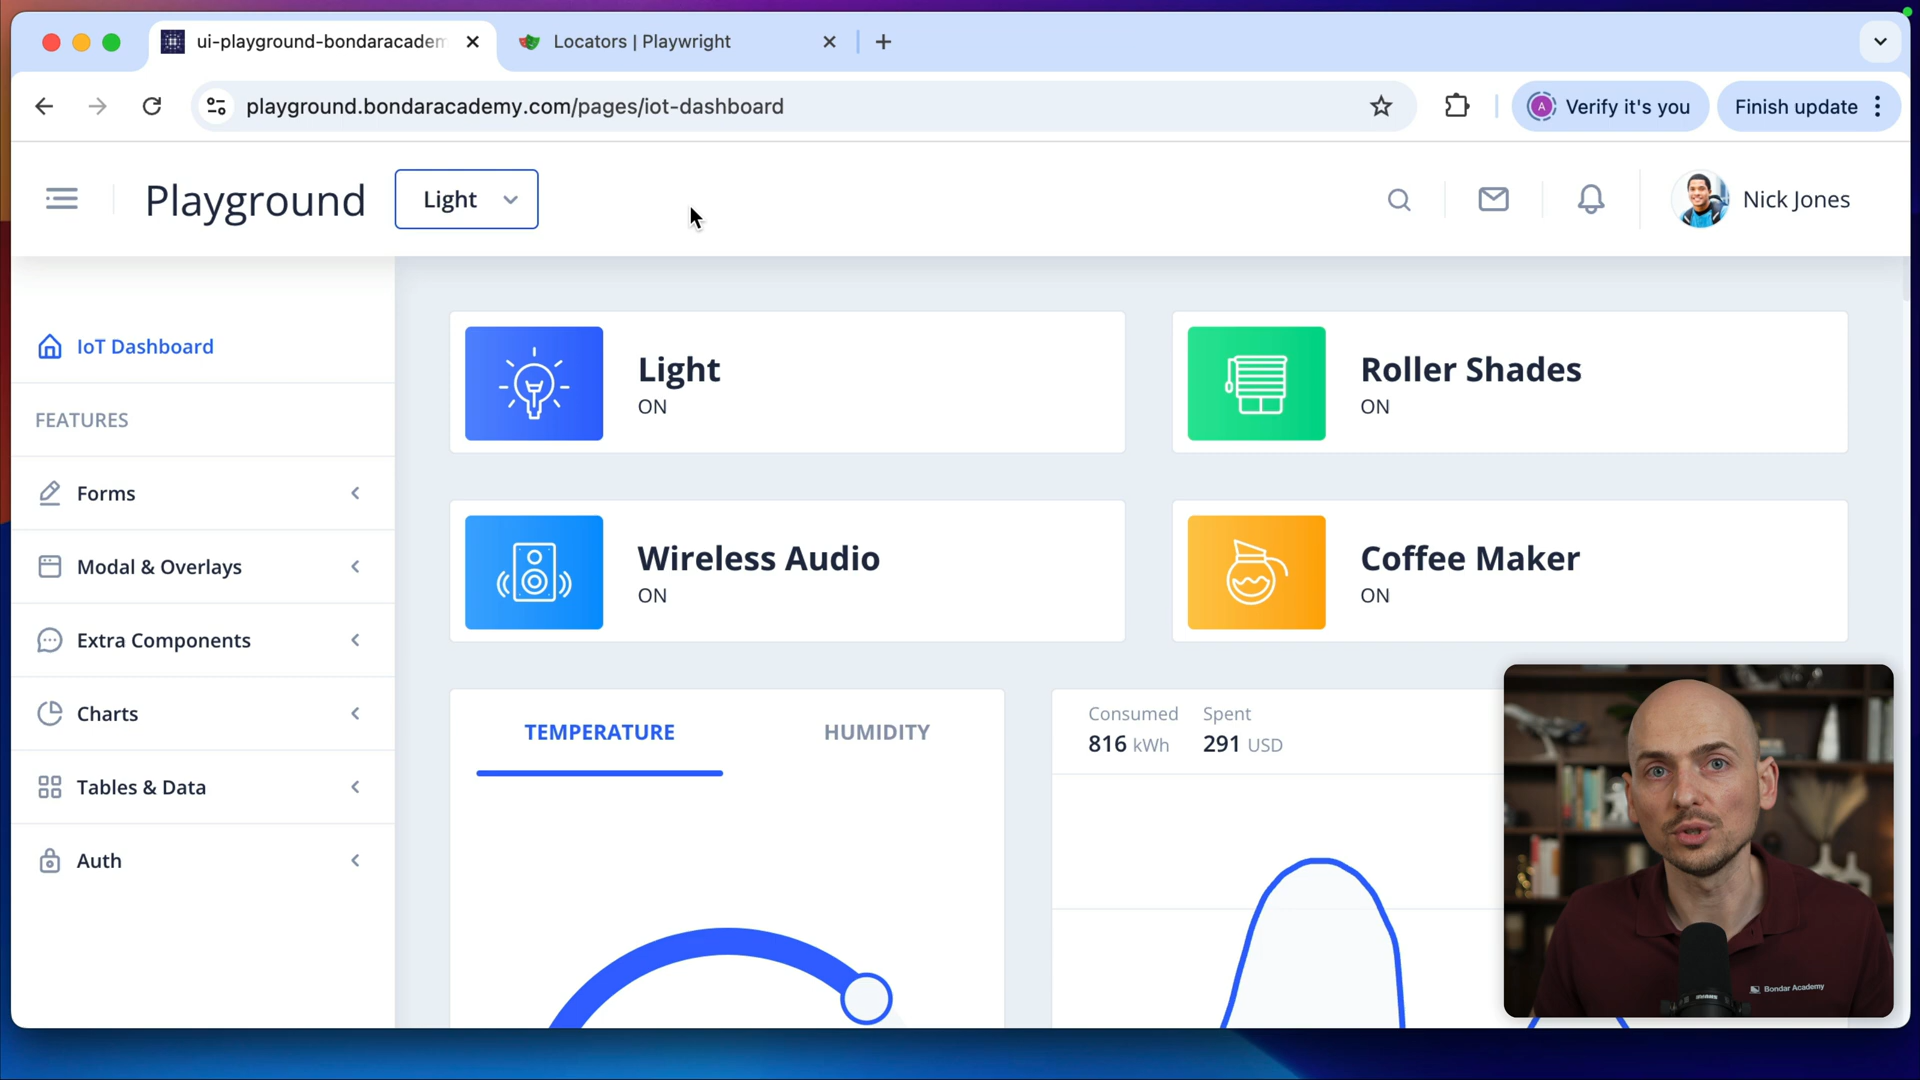 ui-playground-bondaracadem
Locators | Playwright
playground.bondaracademy.com/pages/iot-dashboard
A
Verify it's you
Finish update
Playground
Light
Nick Jones
IoT Dashboard
FEATURES
Forms
Modal & Overlays
Extra Components
Charts
Tables & Data
Auth
Light
ON
Roller Shades
ON
Wireless Audio
ON
Coffee Maker
ON
TEMPERATURE
HUMIDITY
Consumed
816 kWh
Spent
291 USD
Bondar Academy